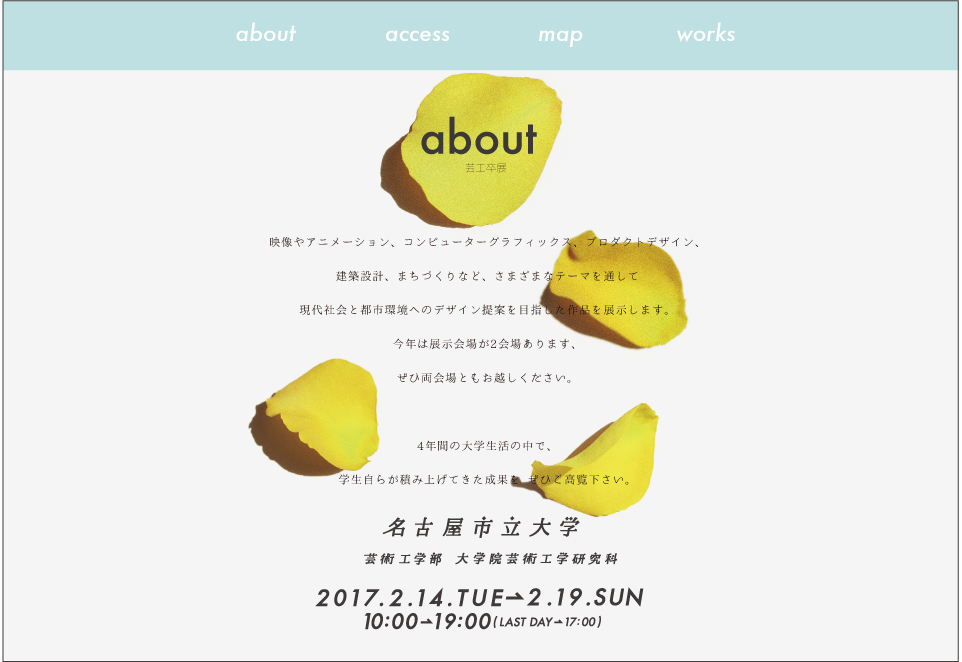 about access map works
about
芸工卒展
映像やアニメーション、コンピューターグラフィックス、プロダクトデザイン、
建築設計、まちづくりなど、さまざまなテーマを通して
現代社会と都市環境へのデザイン提案を目指した作品を展示します。
今年は展示会場が2会場あります、
ぜひ両会場ともお越しください。
4年間の大学生活の中で、
学生自らが積み上げてきた成果を ぜひご高覧下さい。
名古屋市立大学
芸術工学部 大学院芸術工学研究科
2017.2.14.TUE⇀2.19.SUN
10:00⇀19:00(LAST DAY⇀17:00)